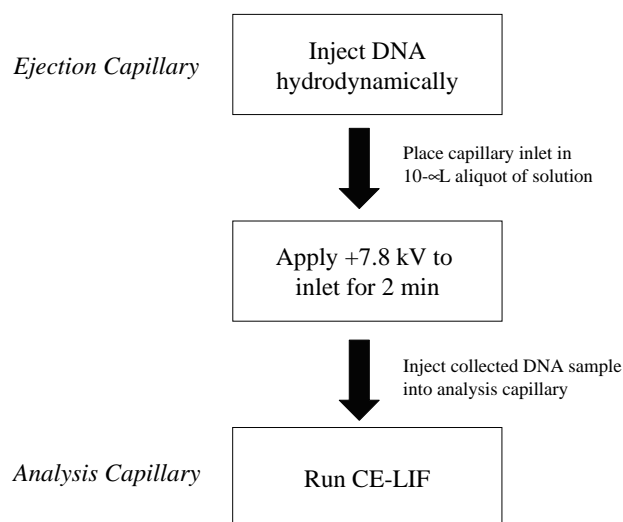 Ejection Capillary
Inject DNA
hydrodynamically
Place capillary inlet in
10-∞L aliquot of solution
Apply +7.8 kV to
inlet for 2 min
Inject collected DNA sample
into analysis capillary
Analysis Capillary
Run CE-LIF